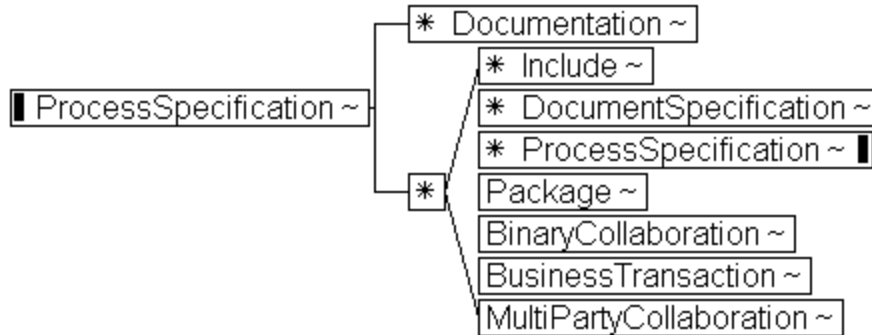 * Documentation ~
* Include ~
ProcessSpecification ~
* DocumentSpecification ~
* ProcessSpecification ~
*
Package ~
BinaryCollaboration ~
BusinessTransaction ~
MultiPartyCollaboration ~